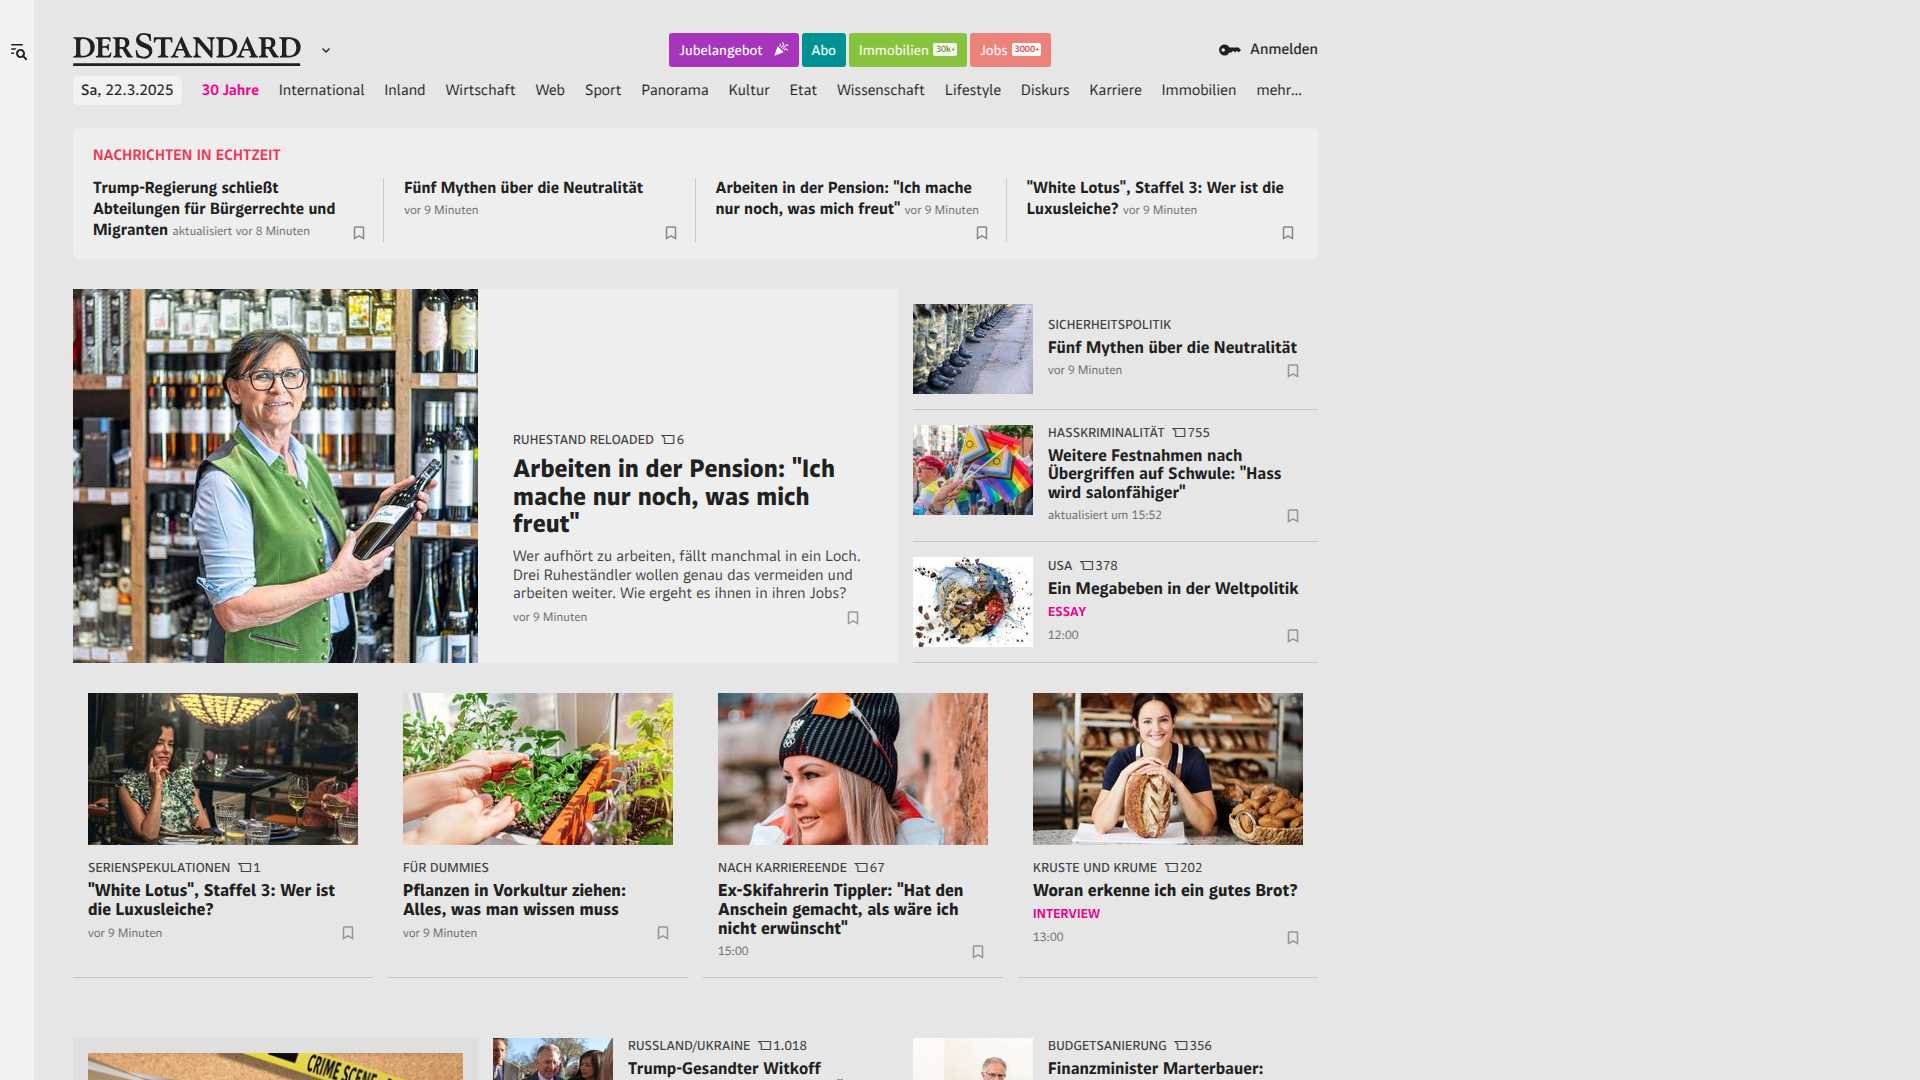 DERSTANDARD
Jubelangebot
Abo
Immobilien 30k+
Jobs 3000+
Anmelden
Sa, 22.3.2025
30 Jahre
International
Inland
Wirtschaft
Web
Sport
Panorama
Kultur
Etat
Wissenschaft
Lifestyle
Diskurs
Karriere
Immobilien
mehr...
NACHRICHTEN IN ECHTZEIT
Trump-Regierung schließt
Abteilungen für Bürgerrechte und
Migranten aktualisiert vor 8 Minuten
Fünf Mythen über die Neutralität
vor 9 Minuten
Arbeiten in der Pension: "Ich mache
nur noch, was mich freut" vor 9 Minuten
"White Lotus", Staffel 3: Wer ist die
Luxusleiche? vor 9 Minuten
RUHESTAND RELOADED 6
Arbeiten in der Pension: "Ich
mache nur noch, was mich
freut"
Wer aufhört zu arbeiten, fällt manchmal in ein Loch.
Drei Ruheständler wollen genau das vermeiden und
arbeiten weiter. Wie ergeht es ihnen in ihren Jobs?
vor 9 Minuten
SICHERHEITSPOLITIK
Fünf Mythen über die Neutralität
vor 9 Minuten
HASSKRIMINALITÄT 755
Weitere Festnahmen nach
Übergriffen auf Schwule: "Hass
wird salonfähiger"
aktualisiert um 15:52
USA 378
Ein Megabeben in der Weltpolitik
ESSAY
12:00
SERIENSPEKULATIONEN 1
"White Lotus", Staffel 3: Wer ist
die Luxusleiche?
vor 9 Minuten
FÜR DUMMIES
Pflanzen in Vorkultur ziehen:
Alles, was man wissen muss
vor 9 Minuten
NACH KARRIEREENDE 67
Ex-Skifahrerin Tippler: "Hat den
Anschein gemacht, als wäre ich
nicht erwünscht"
15:00
KRUSTE UND KRUME 202
Woran erkenne ich ein gutes Brot?
INTERVIEW
13:00
CRIME SCENE
RUSSLAND/UKRAINE 1.018
Trump-Gesandter Witkoff
BUDGETSANIERUNG 356
Finanzminister Marterbauer: